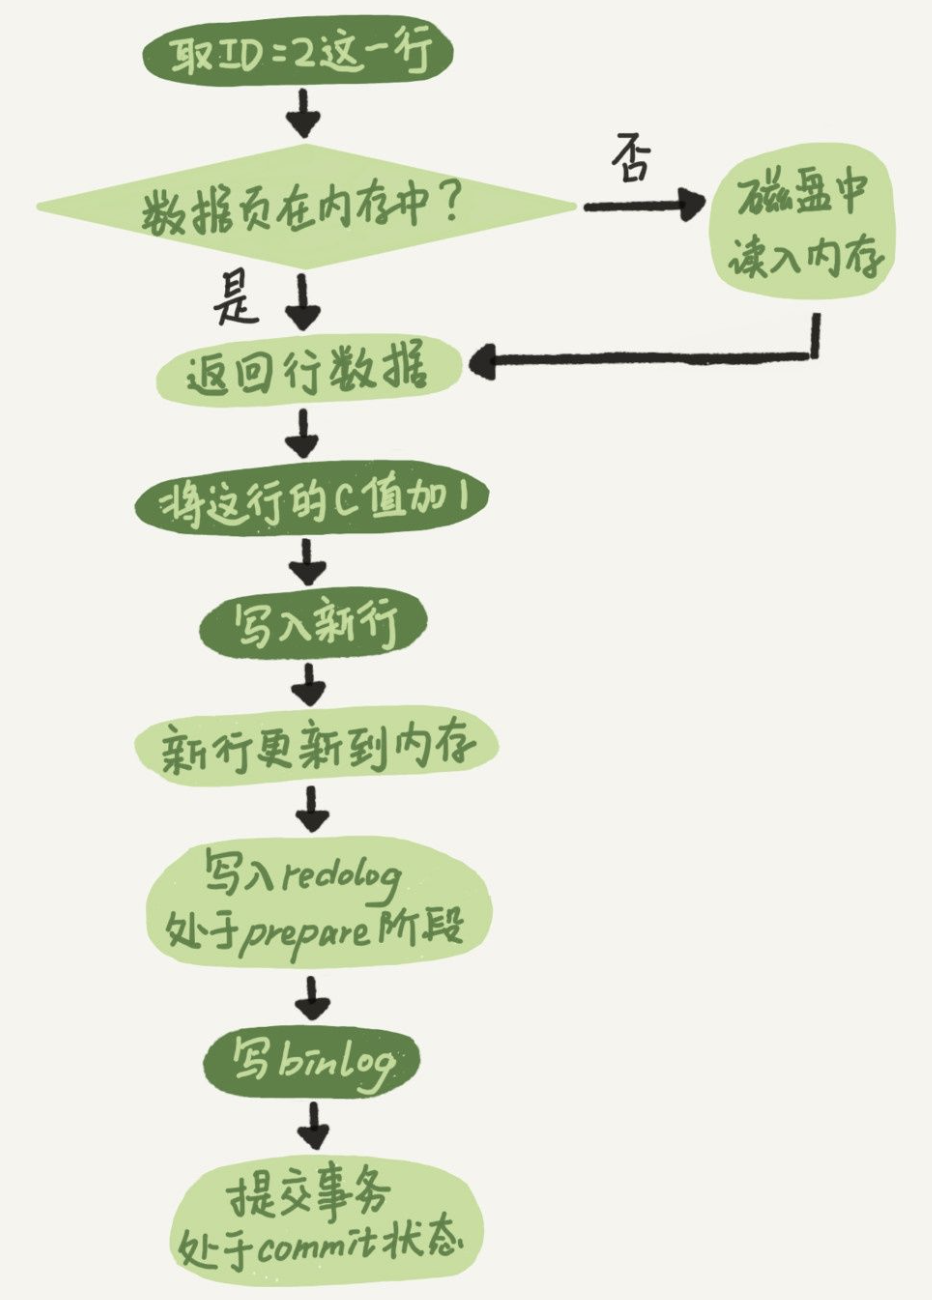 取ID=2这一行
数据页在内存中?
否
磁盘中
读入内存
是
返回行数据
将这行的C值加1
写入新行
新行更新到内存
写入redolog
处于prepare阶段
写binlog
提交事务
处于commit状态